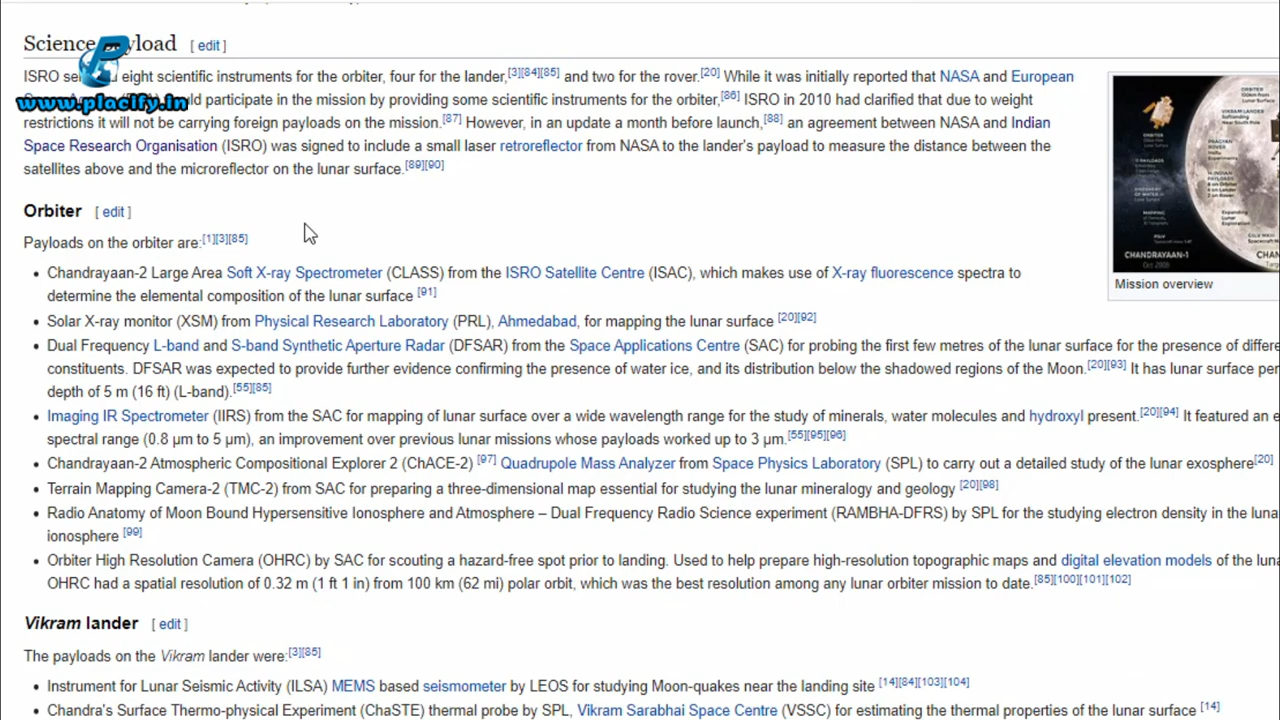 Science payload [ edit ]
ISRO selected eight scientific instruments for the orbiter, four for the lander,[3][84][85] and two for the rover.[20] While it was initially reported that NASA and European
www.placify.in
would participate in the mission by providing some scientific instruments for the orbiter,[86] ISRO in 2010 had clarified that due to weight
restrictions it will not be carrying foreign payloads on the mission.[87] However, in an update a month before launch,[88] an agreement between NASA and Indian
Space Research Organisation (ISRO) was signed to include a small laser retroreflector from NASA to the lander's payload to measure the distance between the
satellites above and the microreflector on the lunar surface.[89][90]
Orbiter [ edit ]
Payloads on the orbiter are:[1][3][85]
• Chandrayaan-2 Large Area Soft X-ray Spectrometer (CLASS) from the ISRO Satellite Centre (ISAC), which makes use of X-ray fluorescence spectra to
determine the elemental composition of the lunar surface [91]
• Solar X-ray monitor (XSM) from Physical Research Laboratory (PRL), Ahmedabad, for mapping the lunar surface [20][92]
• Dual Frequency L-band and S-band Synthetic Aperture Radar (DFSAR) from the Space Applications Centre (SAC) for probing the first few metres of the lunar surface for the presence of differe
constituents. DFSAR was expected to provide further evidence confirming the presence of water ice, and its distribution below the shadowed regions of the Moon.[20][93] It has lunar surface pen
depth of 5 m (16 ft) (L-band).[55][85]
• Imaging IR Spectrometer (IIRS) from the SAC for mapping of lunar surface over a wide wavelength range for the study of minerals, water molecules and hydroxyl present.[20][94] It featured an e
spectral range (0.8 μm to 5 μm), an improvement over previous lunar missions whose payloads worked up to 3 μm.[55][95][96]
• Chandrayaan-2 Atmospheric Compositional Explorer 2 (ChACE-2) [97] Quadrupole Mass Analyzer from Space Physics Laboratory (SPL) to carry out a detailed study of the lunar exosphere[20]
• Terrain Mapping Camera-2 (TMC-2) from SAC for preparing a three-dimensional map essential for studying the lunar mineralogy and geology [20][98]
• Radio Anatomy of Moon Bound Hypersensitive Ionosphere and Atmosphere – Dual Frequency Radio Science experiment (RAMBHA-DFRS) by SPL for the studying electron density in the luna
ionosphere [99]
• Orbiter High Resolution Camera (OHRC) by SAC for scouting a hazard-free spot prior to landing. Used to help prepare high-resolution topographic maps and digital elevation models of the luna
OHRC had a spatial resolution of 0.32 m (1 ft 1 in) from 100 km (62 mi) polar orbit, which was the best resolution among any lunar orbiter mission to date.[85][100][101][102]
Vikram lander [ edit ]
The payloads on the Vikram lander were:[3][85]
• Instrument for Lunar Seismic Activity (ILSA) MEMS based seismometer by LEOS for studying Moon-quakes near the landing site [14][84][103][104]
• Chandra's Surface Thermo-physical Experiment (ChaSTE) thermal probe by SPL, Vikram Sarabhai Space Centre (VSSC) for estimating the thermal properties of the lunar surface [14]
ORBITER
VIKRAM LANDER
ORBITER
MAPPING
CHANDRAYAAN-1
Oct 2008
Mission overview